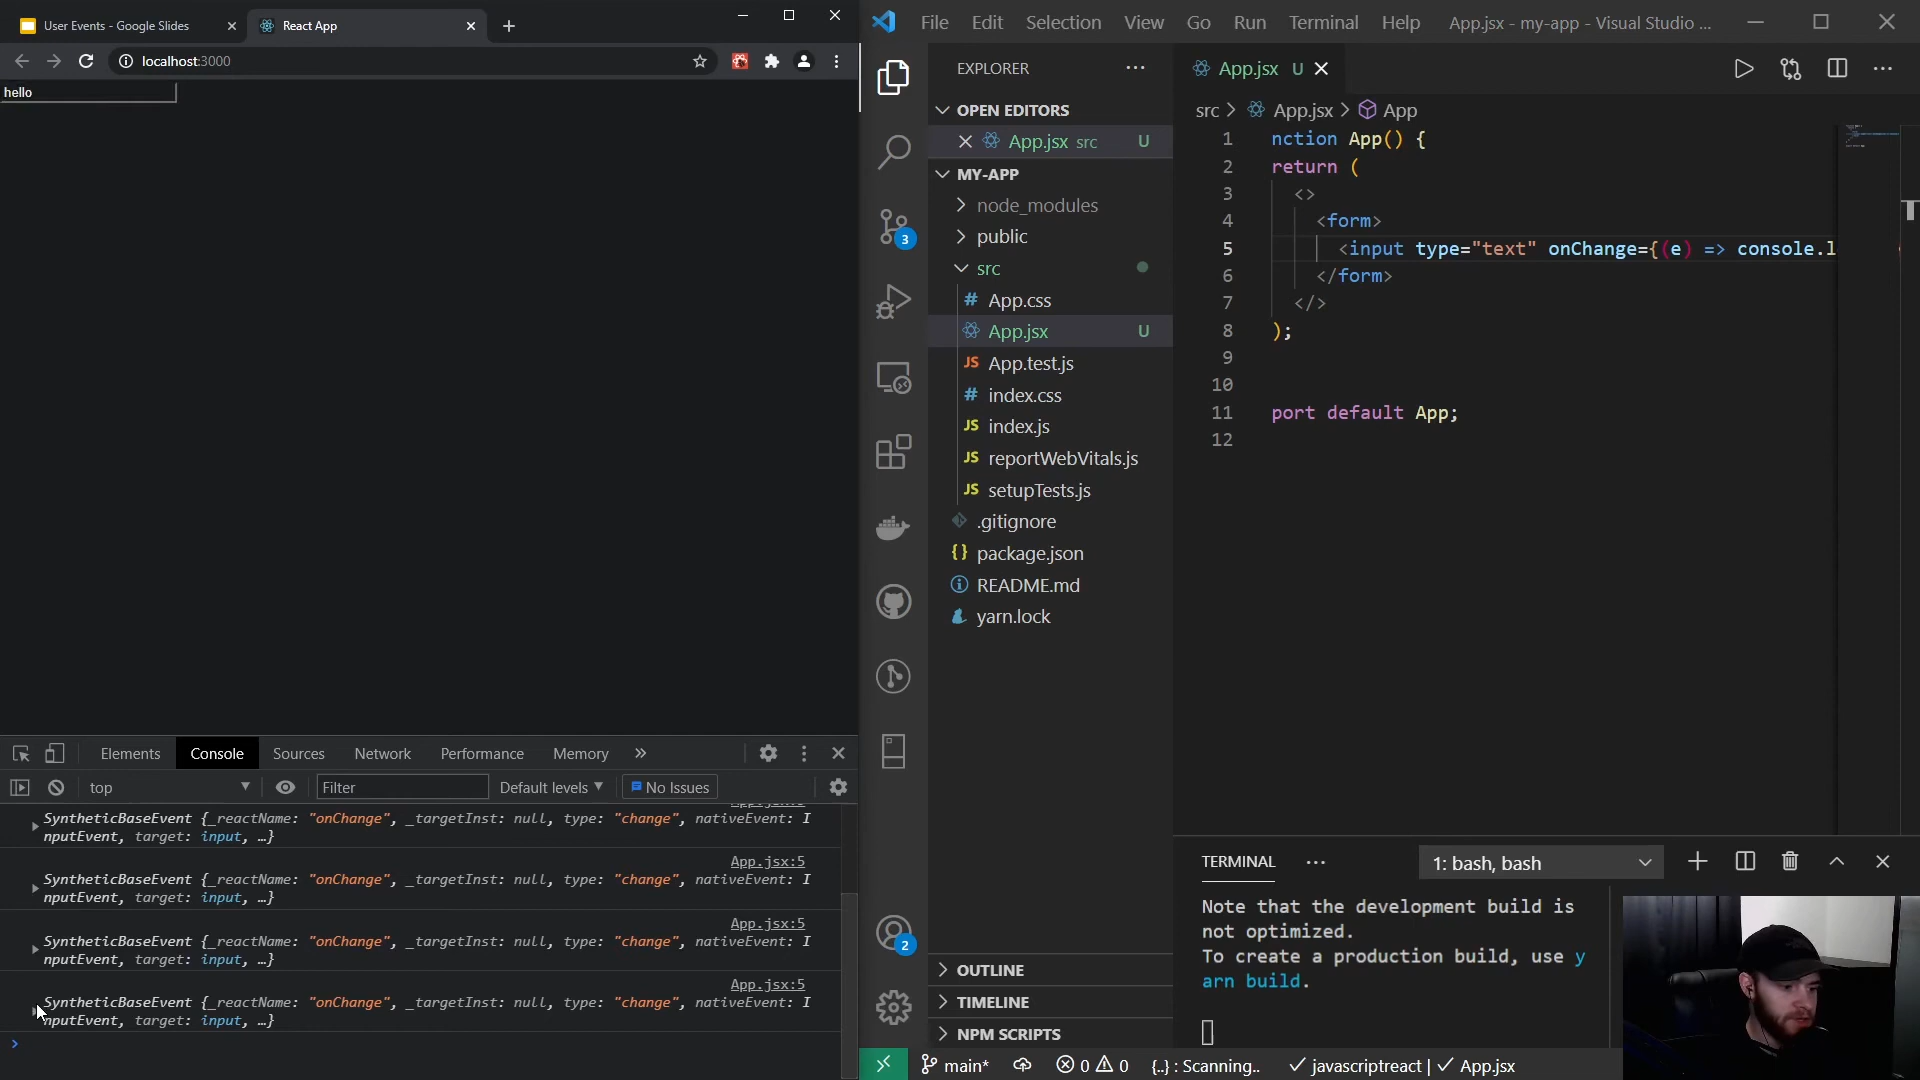 User Events - Google Slides
React App
localhost:3000
hello
Elements
Console
Sources
Network
Performance
Memory
top
Filter
Default levels
No Issues
SyntheticBaseEvent {_reactName: "onChange", _targetInst: null, type: "change", nativeEvent: I
nputEvent, target: input, …}
App.jsx:5
SyntheticBaseEvent {_reactName: "onChange", _targetInst: null, type: "change", nativeEvent: I
nputEvent, target: input, …}
App.jsx:5
SyntheticBaseEvent {_reactName: "onChange", _targetInst: null, type: "change", nativeEvent: I
nputEvent, target: input, …}
App.jsx:5
SyntheticBaseEvent {_reactName: "onChange", _targetInst: null, type: "change", nativeEvent: I
nputEvent, target: input, …}
File Edit Selection View Go Run Terminal Help
App.jsx - my-app - Visual Studio ...
EXPLORER
OPEN EDITORS
App.jsx src U
MY-APP
node_modules
public
src
# App.css
App.jsx U
JS App.test.js
# index.css
JS index.js
JS reportWebVitals.js
JS setupTests.js
.gitignore
{} package.json
README.md
yarn.lock
OUTLINE
TIMELINE
NPM SCRIPTS
3
2
App.jsx U
src > App.jsx > App
1 nction App() {
2 return (
3 <>
4 <form>
5 <input type="text" onChange={(e) => console.l
6 </form>
7 </>
8 );
9
10
11 port default App;
12
TERMINAL
1: bash, bash
Note that the development build is
not optimized.
To create a production build, use y
arn build.
main*
0 0
{..} : Scanning..
javascriptreact |
App.jsx